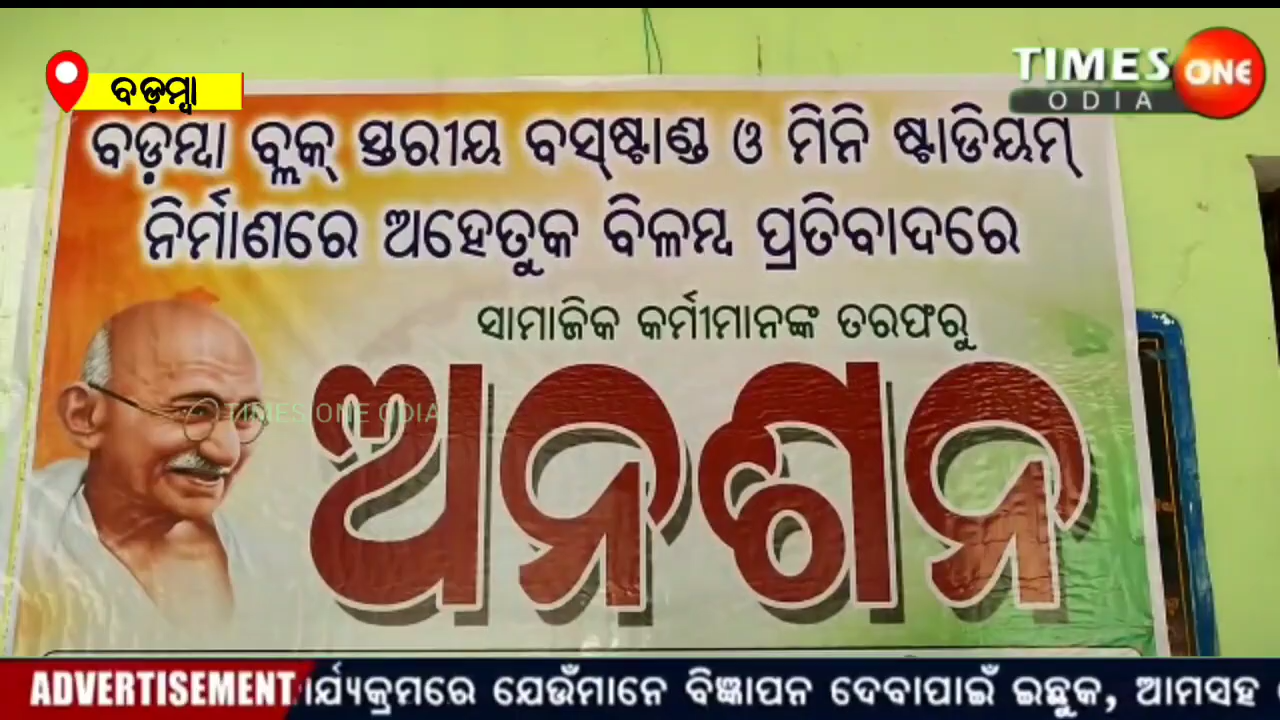 ବଡ଼ମ୍ବା
TIMES ONE
ODIA
ବଡ଼ମ୍ବା ବ୍ଲକ୍ ସ୍ତରୀୟ ବସ୍‌ଷ୍ଟାଣ୍ଡ ଓ ମିନି ଷ୍ଟାଡିୟମ୍
ନିର୍ମାଣରେ ଅହେତୁକ ବିଳମ୍ବ ପ୍ରତିବାଦରେ
ସାମାଜିକ କର୍ମୀମାନଙ୍କ ତରଫରୁ
ଅନଶନ
TIMES ONE ODIA
ADVERTISEMENT ଯେଉଁମାନେ ବିଜ୍ଞାପନ ଦେବାପାଇଁ ଇଛୁକ, ଆମସହ